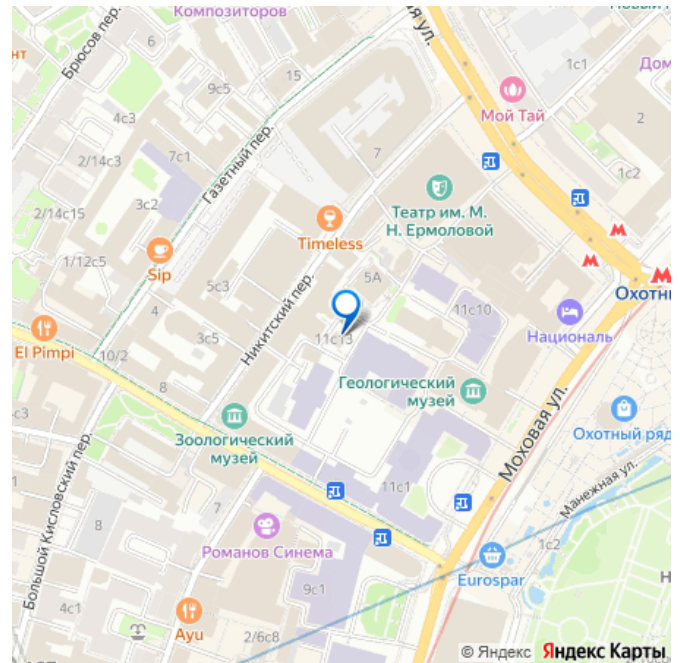 Композиторов
Брюсов пер.
6
9с5
15
1с1
Дом
Мой Тай
2
4с3
7с1
7
2/14с3
Газетный пер.
1с2
3с2
2/14с15
Театр им. М.
Н. Ермоловой
Timeless
1/12с5
Sip
5с3
5А
Охотны
4
Никитский пер.
11с10
El Pimpi
10/2
3с5
11с13
Националь
8
Геологический
музей
Моховая ул.
Зоологический
музей
Охотный ряд
Большой Кисловский пер.
7
11с1
Манежная ул.
8
7
Романов Синема
1с2
Eurospar
9с1
4с1
Ayu
2/6с8
© Яндекс Яндекс Карты